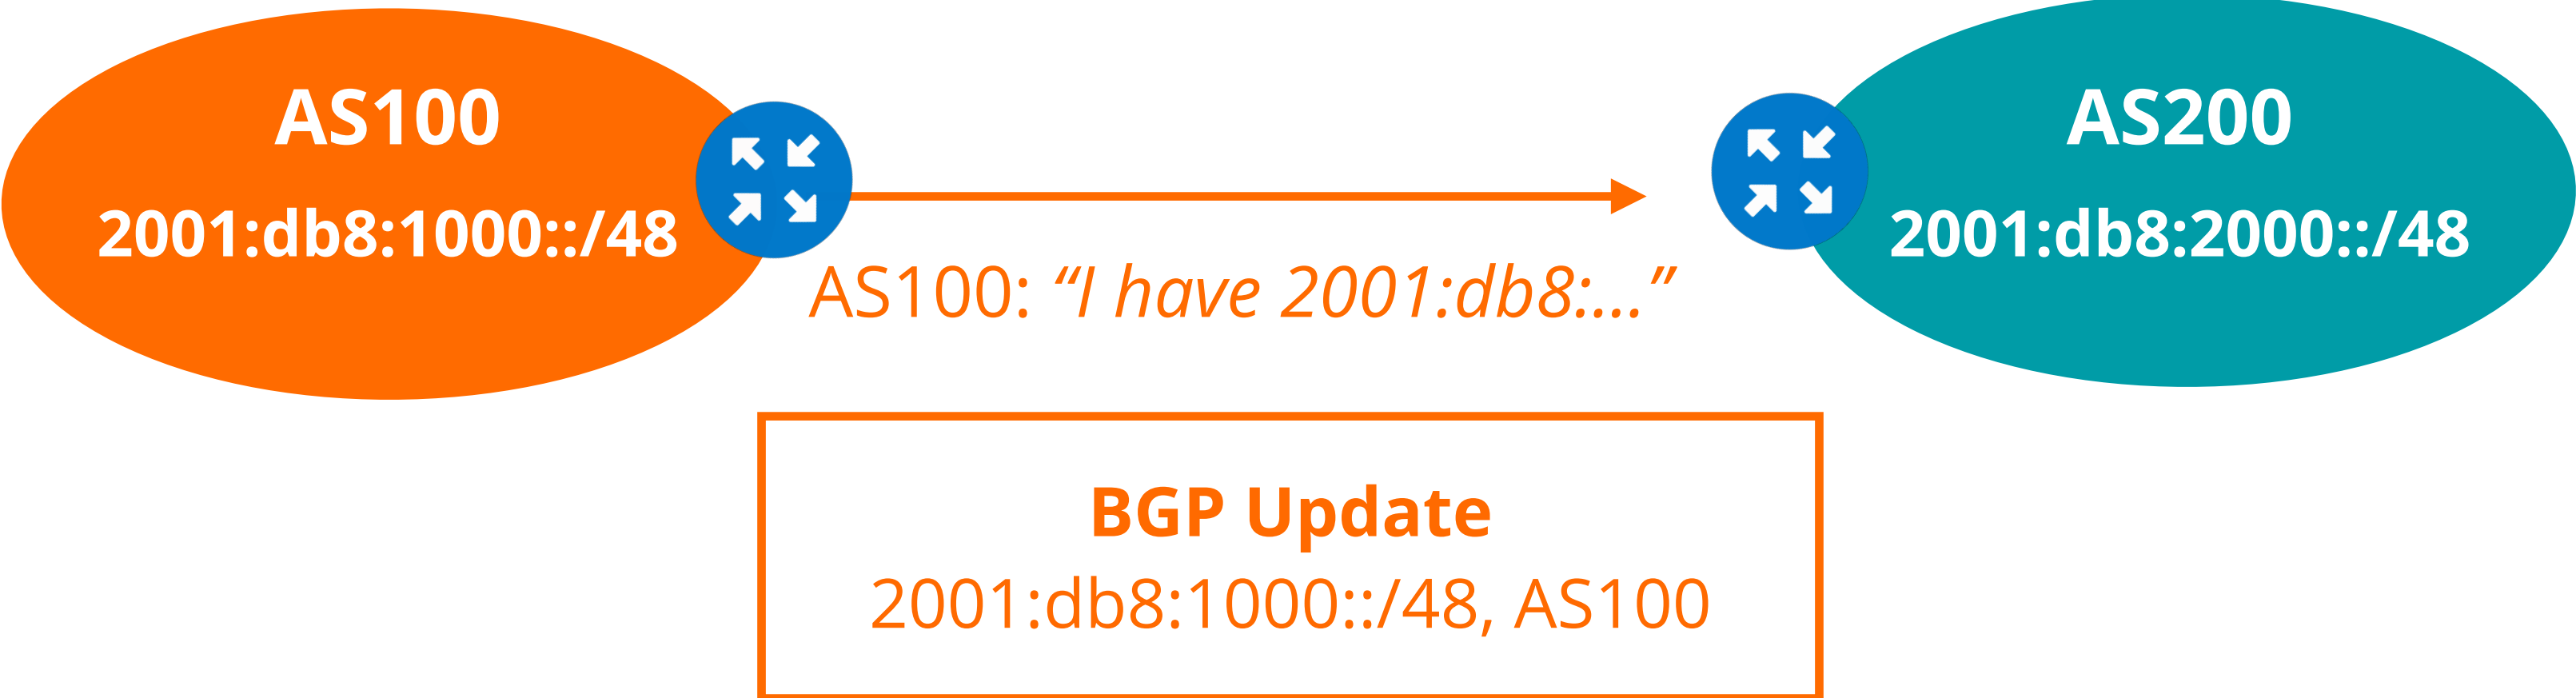 AS100
2001:db8:1000::/48
AS200
2001:db8:2000::/48
AS100: “I have 2001:db8:...”
BGP Update
2001:db8:1000::/48, AS100